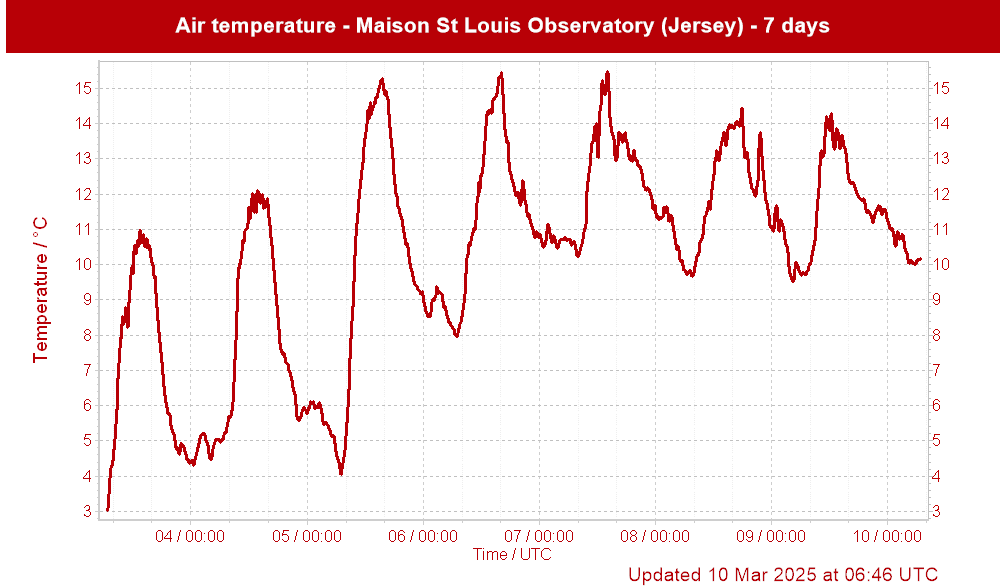 Air temperature - Maison St Louis Observatory (Jersey) - 7 days
15 15
14 14
13 13
12 12
11 11
10 10
9 9
8 8
7 7
6 6
5 5
4 4
3 3
Temperature / °C
04 / 00:00 05 / 00:00 06 / 00:00 07 / 00:00 08 / 00:00 09 / 00:00 10 / 00:00
Time / UTC
Updated 10 Mar 2025 at 06:46 UTC